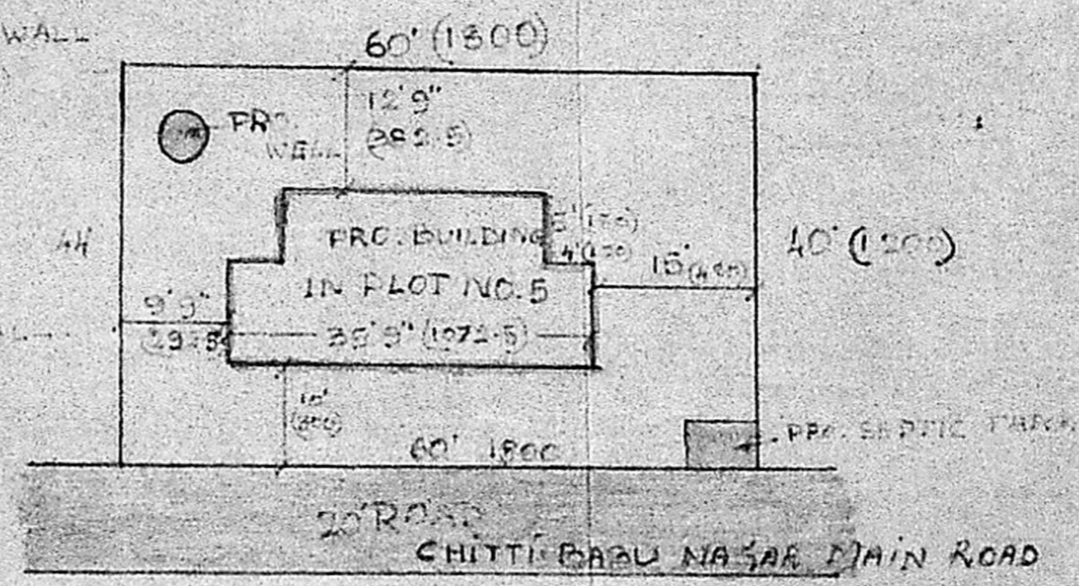 WALL
60' (1800)
12'9"
(382.5)
PRO.
WELL
PRO. BUILDING
IN PLOT NO. 5
5' (150)
4' (120)
15'
44'
40' (1200)
9'9"
35'9" (1072.5)
10'
(300)
60' 1800
PRO. SEPTIC
20' ROAD
CHITTI BABU NAGAR MAIN ROAD